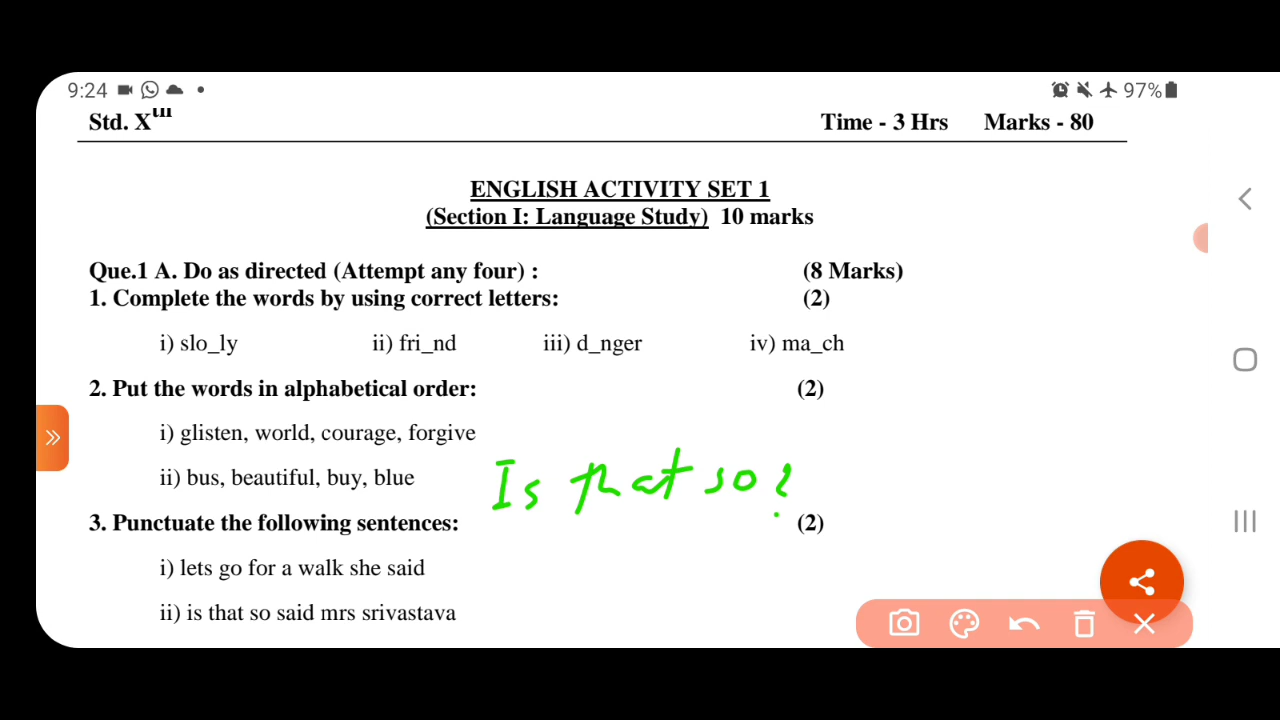 9:24 97%
Std. Xth Time - 3 Hrs Marks - 80
ENGLISH ACTIVITY SET 1
(Section I: Language Study) 10 marks
Que.1 A. Do as directed (Attempt any four) : (8 Marks)
1. Complete the words by using correct letters: (2)
i) slo_ly ii) fri_nd iii) d_nger iv) ma_ch
2. Put the words in alphabetical order: (2)
i) glisten, world, courage, forgive
ii) bus, beautiful, buy, blue
Is that so?
3. Punctuate the following sentences: (2)
i) lets go for a walk she said
ii) is that so said mrs srivastava